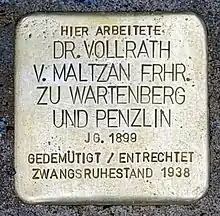 HIER ARBEITETE
DR. VOLLRATH
V. MALTZAN FRHR.
ZU WARTENBERG
UND PENZLIN
JG. 1899
GEDEMÜTIGT / ENTRECHTET
ZWANGSRUHESTAND 1938